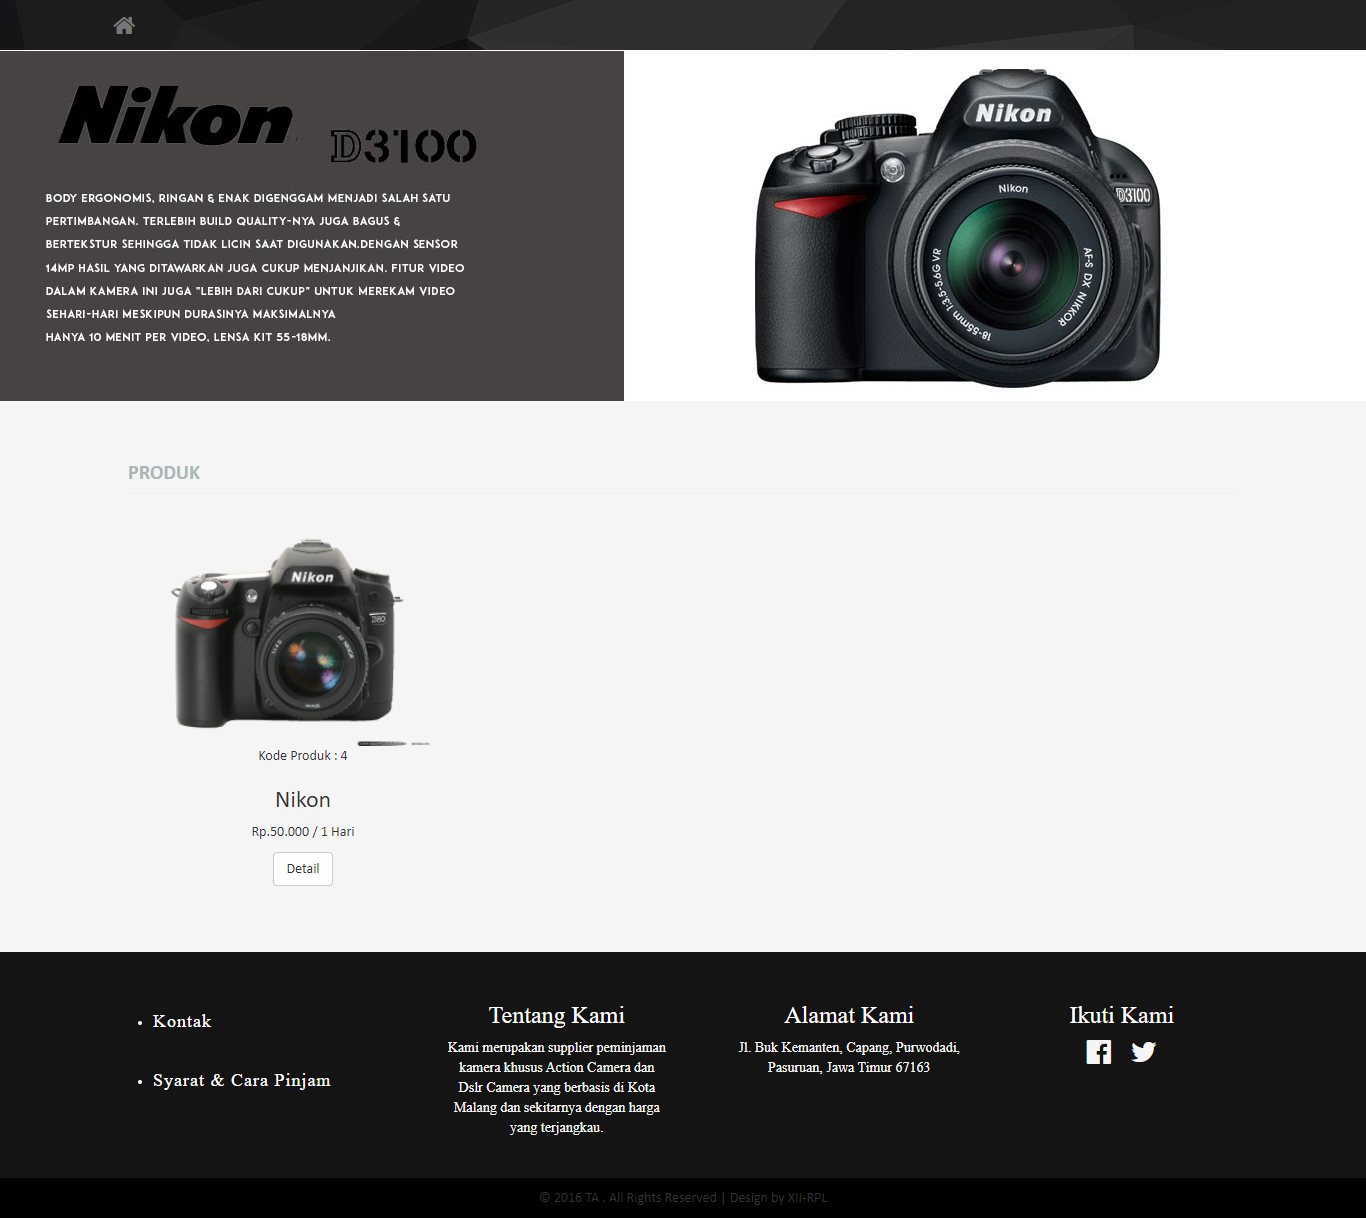 Nikon
D3100
BODY ERGONOMIS, RINGAN & ENAK DIGENGGAM MENJADI SALAH SATU
PERTIMBANGAN. TERLEBIH BUILD QUALITY-NYA JUGA BAGUS &
BERTEKSTUR SEHINGGA TIDAK LICIN SAAT DIGUNAKAN.DENGAN SENSOR
14MP HASIL YANG DITAWARKAN JUGA CUKUP MENJANJIKAN. FITUR VIDEO
DALAM KAMERA INI JUGA "LEBIH DARI CUKUP" UNTUK MEREKAM VIDEO
SEHARI-HARI MESKIPUN DURASINYA MAKSIMALNYA
HANYA 10 MENIT PER VIDEO, LENSA KIT 55-18MM.
Nikon
D3100
Nikon
AF-S DX NIKKOR
18-55mm 1:3.5-5.6G VR
PRODUK
Nikon
D80
Kode Produk : 4
Nikon
Rp.50.000 / 1 Hari
Detail
Kontak
Syarat & Cara Pinjam
Tentang Kami
Kami merupakan supplier peminjaman
kamera khusus Action Camera dan
Dslr Camera yang berbasis di Kota
Malang dan sekitarnya dengan harga
yang terjangkau.
Alamat Kami
Jl. Buk Kemanten, Capang, Purwodadi,
Pasuruan, Jawa Timur 67163
Ikuti Kami
© 2016 TA . All Rights Reserved | Design by XII-RPL